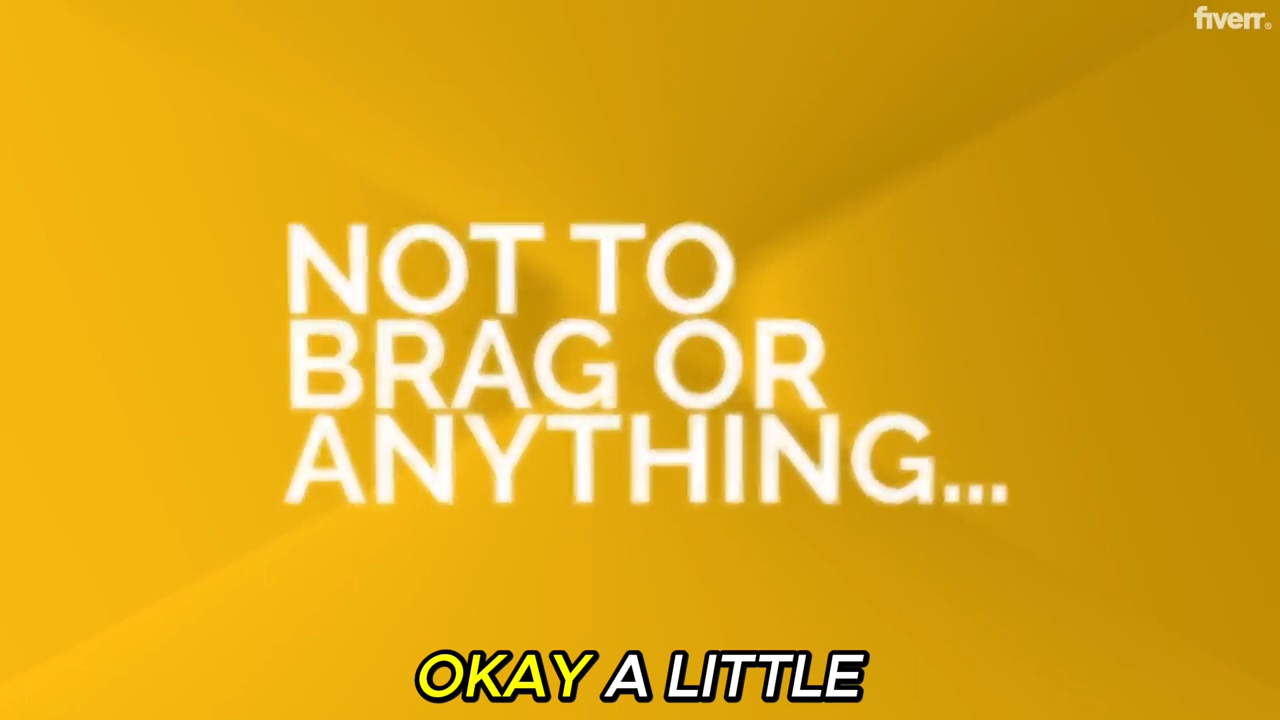 fiverr®
NOT TO
BRAG OR
ANYTHING...
OKAY A LITTLE